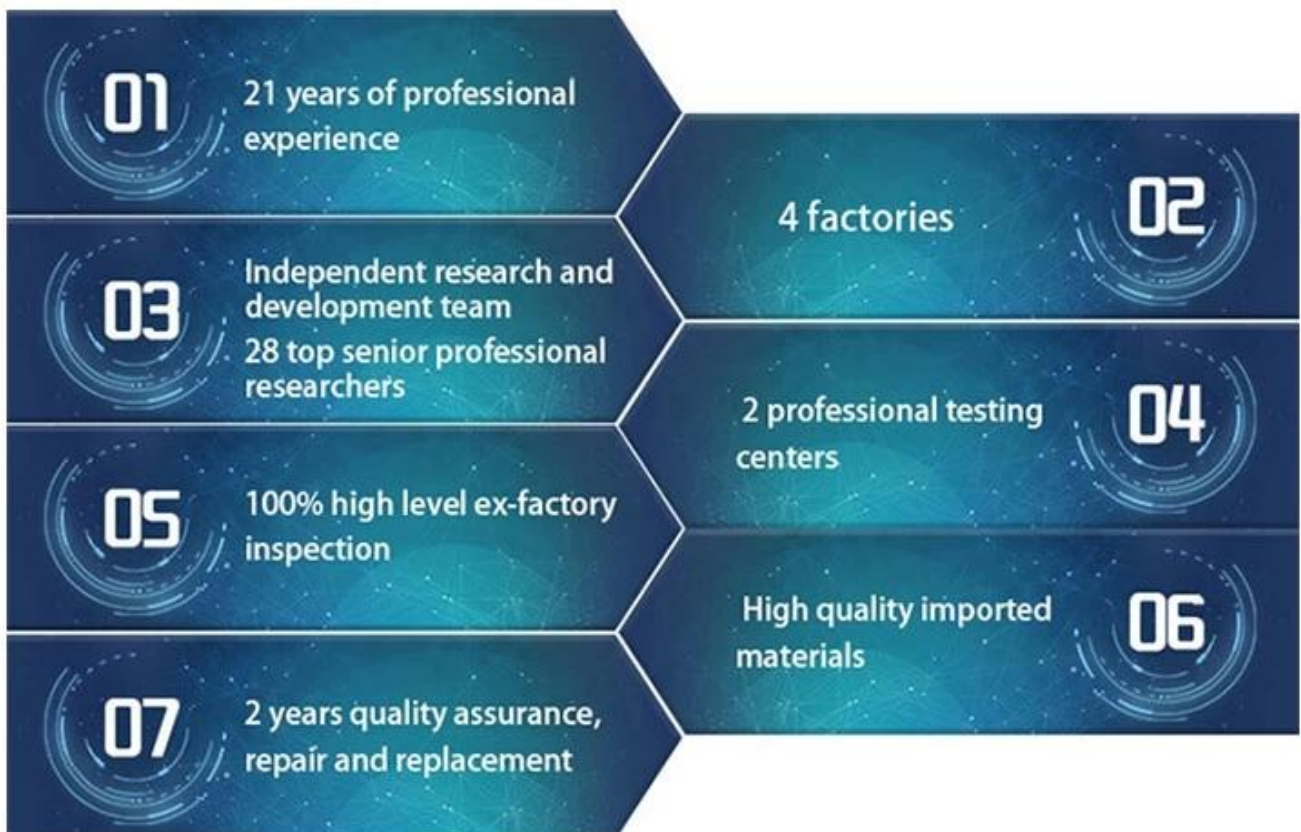 01
21 years of professional
experience
02
4 factories
03
Independent research and
development team
28 top senior professional
researchers
04
2 professional testing
centers
05
100% high level ex-factory
inspection
06
High quality imported
materials
07
2 years quality assurance,
repair and replacement